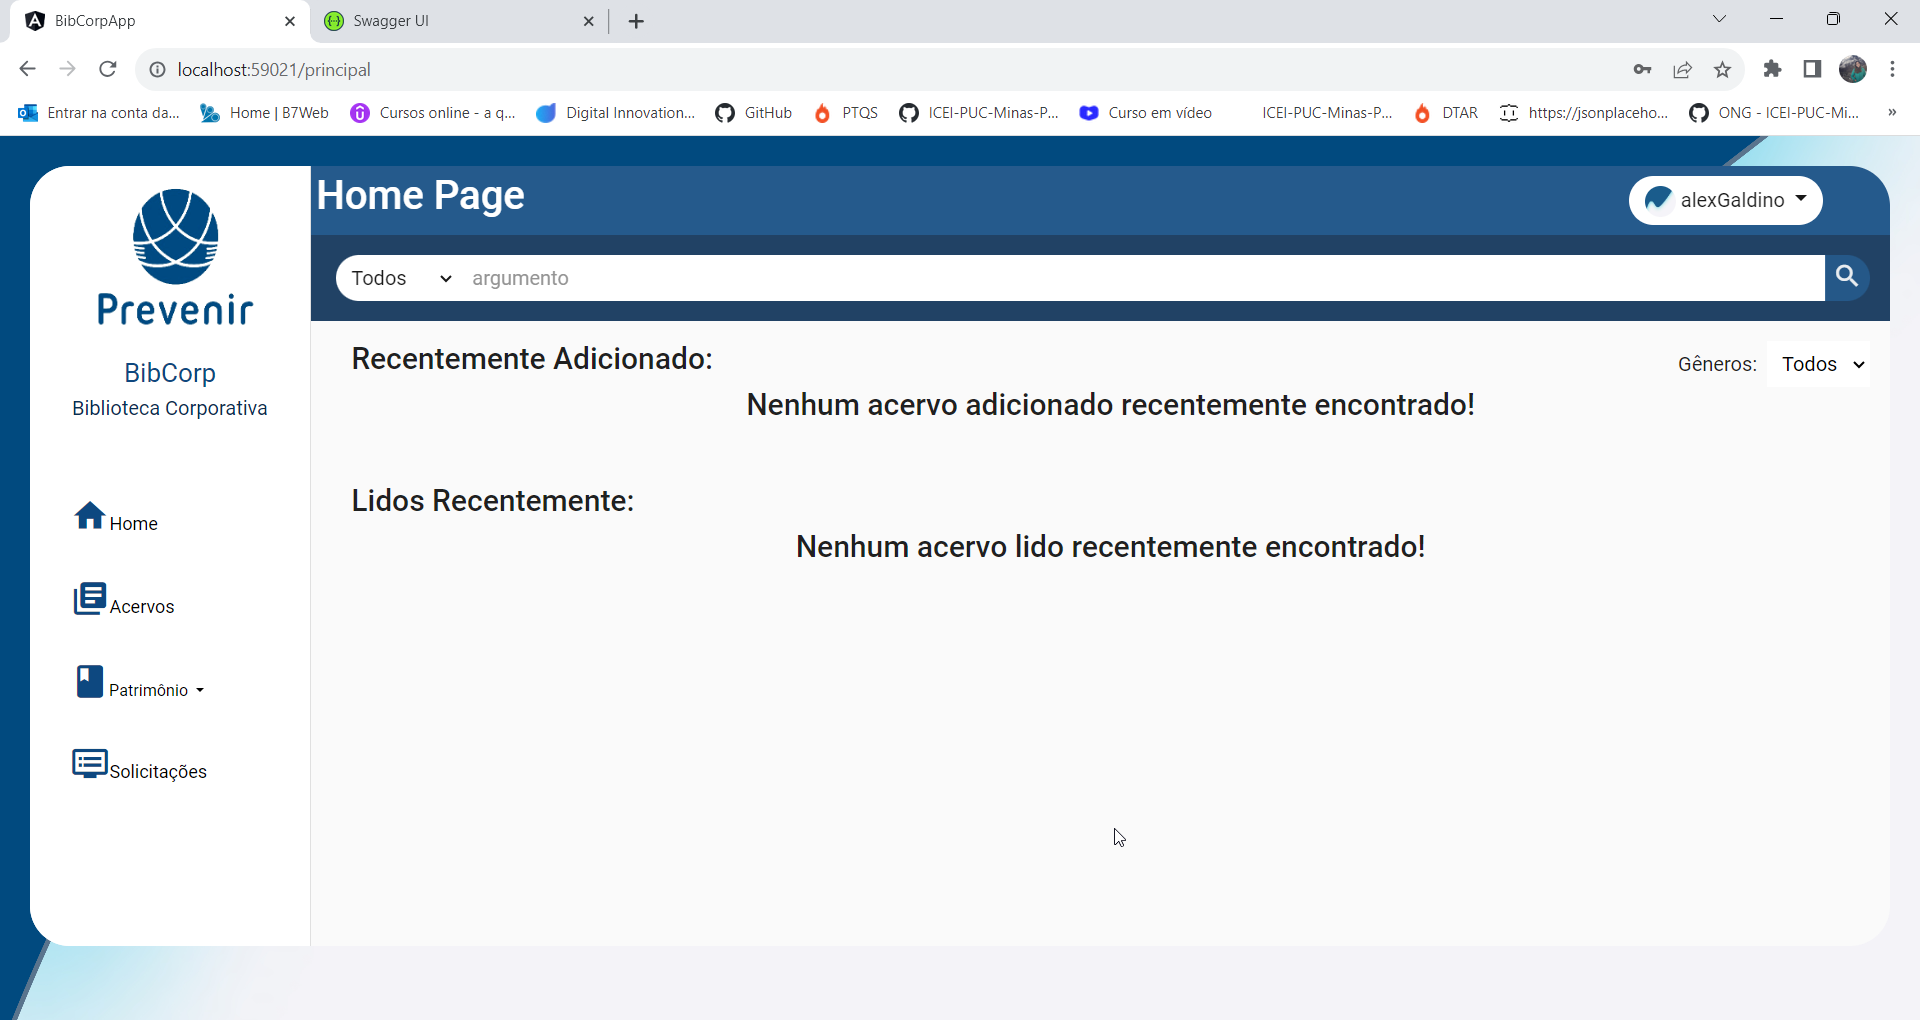 BibCorpApp
Swagger UI
localhost:59021/principal
Entrar na conta da...
Home | B7Web
Cursos online - a q...
Digital Innovation...
GitHub
PTQS
ICEI-PUC-Minas-P...
Curso em vídeo
ICEI-PUC-Minas-P...
DTAR
https://jsonplaceho...
ONG - ICEI-PUC-Mi...
»
Prevenir
BibCorp
Biblioteca Corporativa
Home
Acervos
Patrimônio
Solicitações
Home Page
alexGaldino
Todos
argumento
Recentemente Adicionado:
Gêneros:
Todos
Nenhum acervo adicionado recentemente encontrado!
Lidos Recentemente:
Nenhum acervo lido recentemente encontrado!